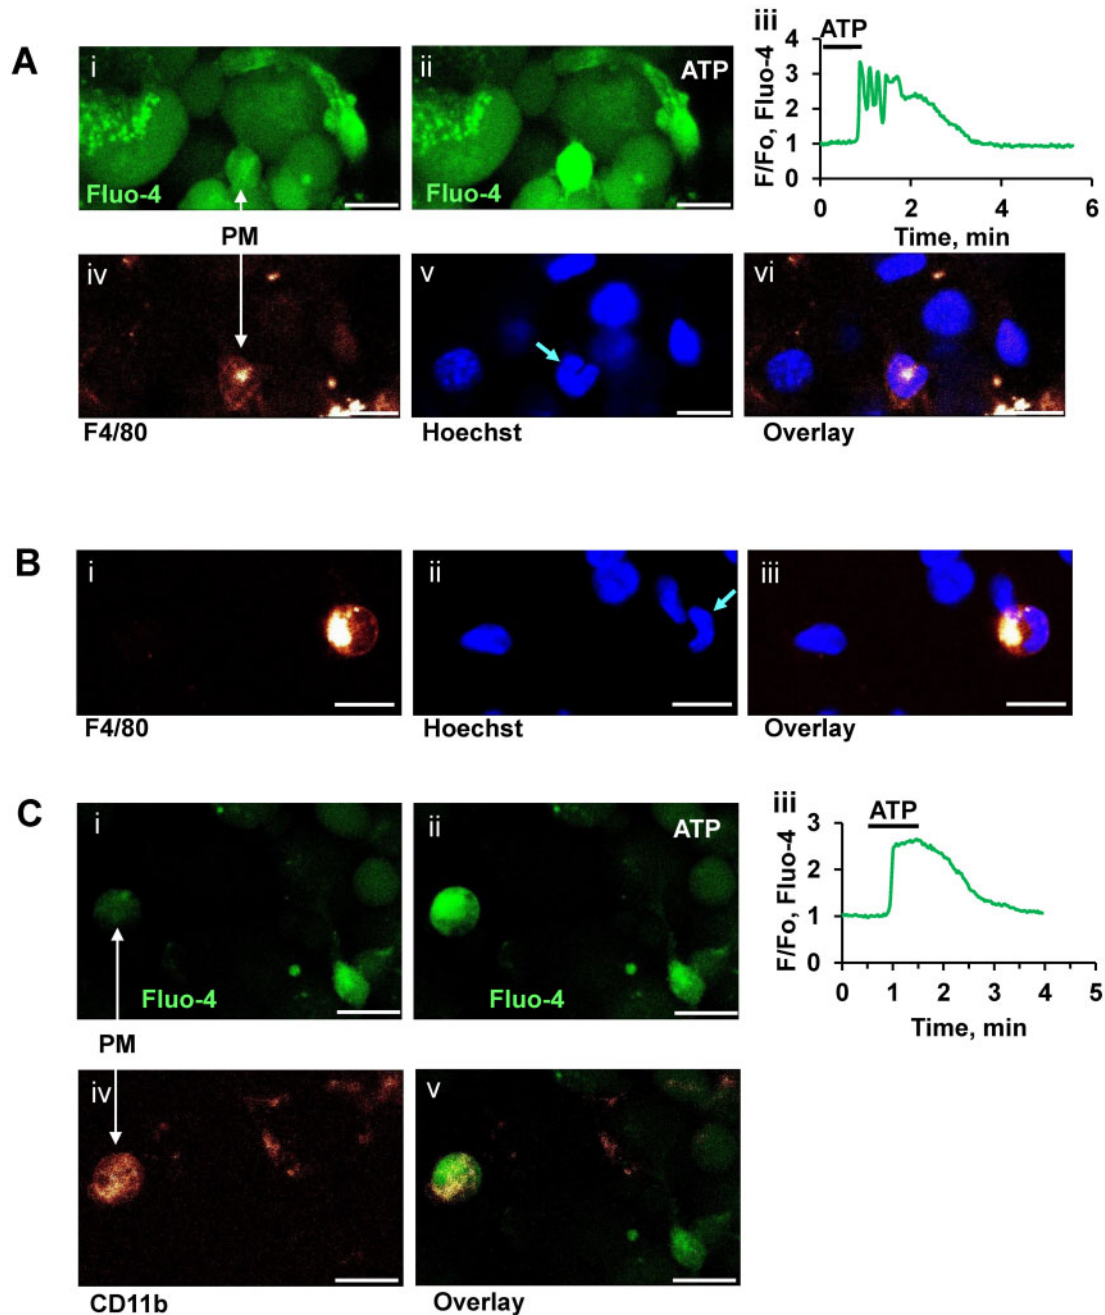 A
i
Fluo-4
ii
ATP
Fluo-4
iii
ATP
F/Fo, Fluo-4
4
3
2
1
0
0 2 4 6
Time, min
PM
iv
F4/80
v
Hoechst
vi
Overlay
B
i
F4/80
ii
Hoechst
iii
Overlay
C
i
Fluo-4
ii
ATP
Fluo-4
iii
ATP
F/Fo, Fluo-4
3
2
1
0
0 1 2 3 4 5
Time, min
PM
iv
CD11b
v
Overlay